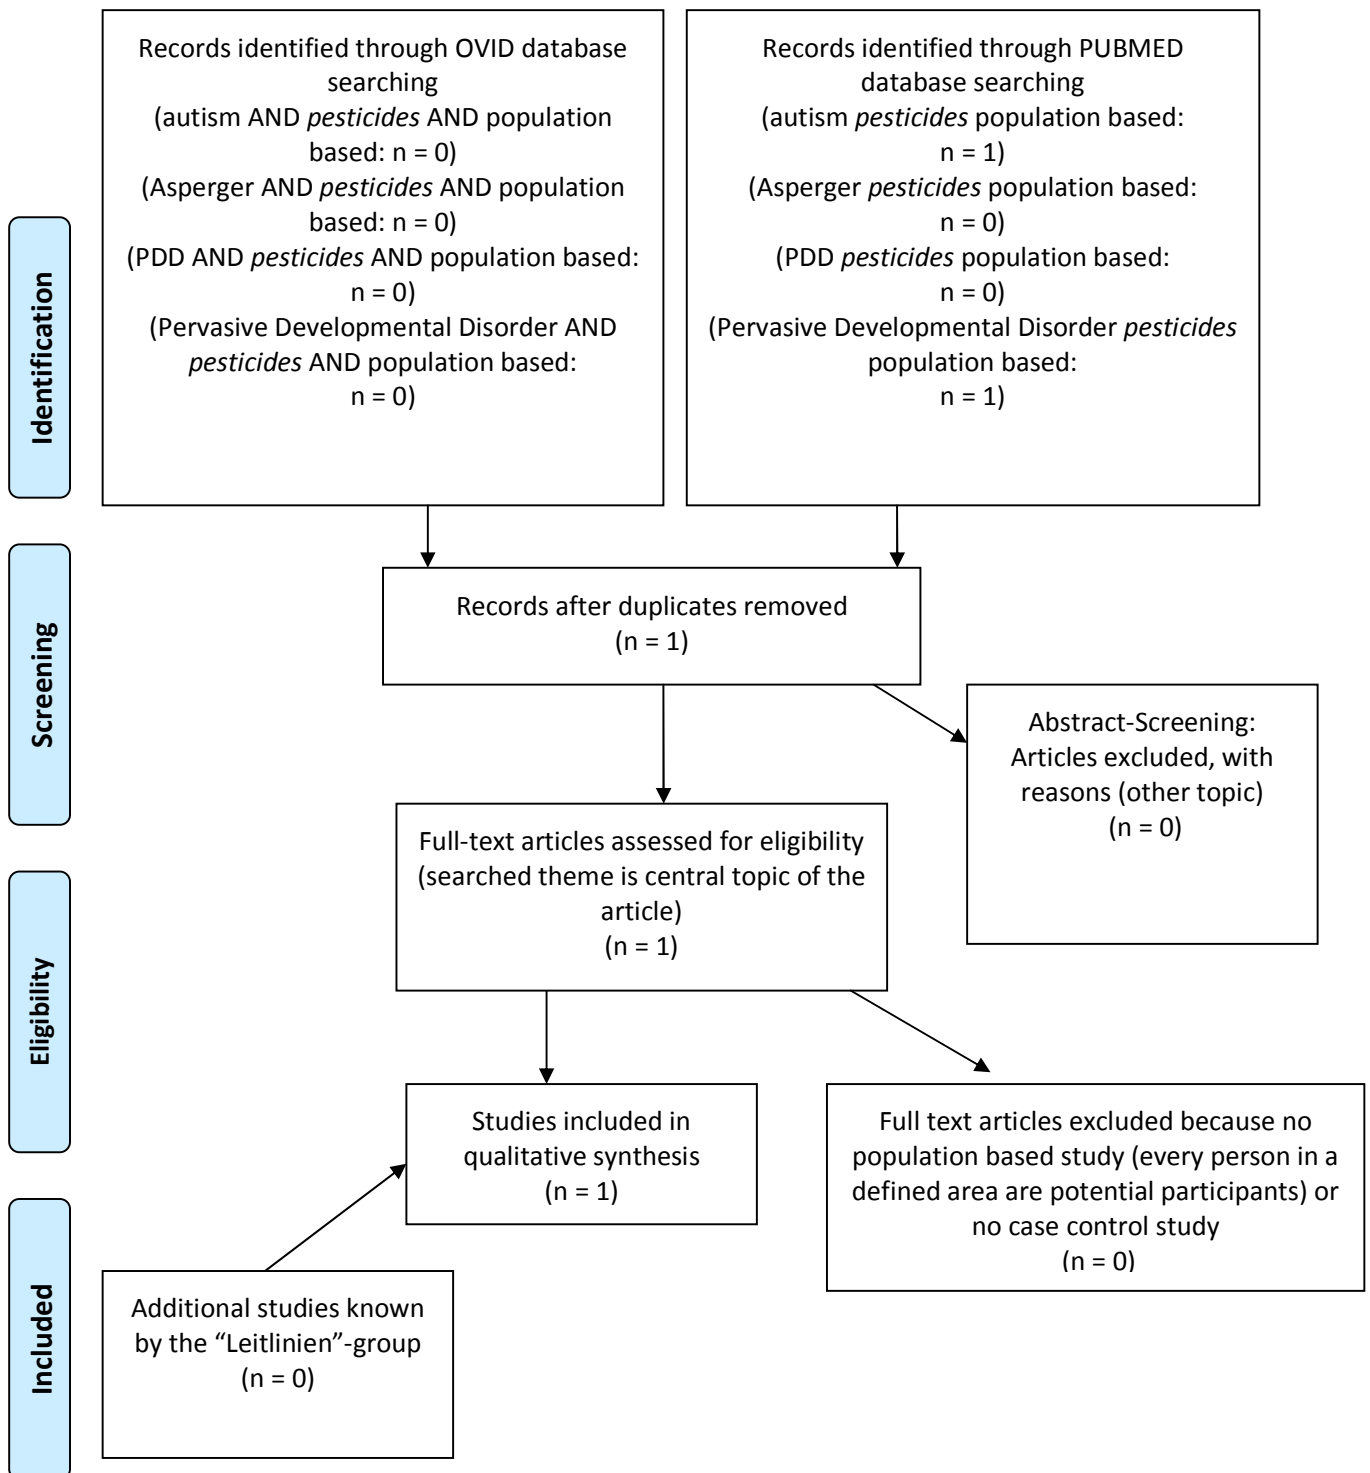 Records identified through OVID database
searching
(autism AND pesticides AND population
based: n = 0)
(Asperger AND pesticides AND population
based: n = 0)
(PDD AND pesticides AND population based:
n = 0)
(Pervasive Developmental Disorder AND
pesticides AND population based:
n = 0)
Records identified through PUBMED
database searching
(autism pesticides population based:
n = 1)
(Asperger pesticides population based:
n = 0)
(PDD pesticides population based:
n = 0)
(Pervasive Developmental Disorder pesticides
population based:
n = 1)
Identification
Screening
Records after duplicates removed
(n = 1)
Abstract-Screening:
Articles excluded, with
reasons (other topic)
(n = 0)
Full-text articles assessed for eligibility
(searched theme is central topic of the
article)
(n = 1)
Eligibility
Studies included in
qualitative synthesis
(n = 1)
Full text articles excluded because no
population based study (every person in a
defined area are potential participants) or
no case control study
(n = 0)
Included
Additional studies known
by the “Leitlinien”-group
(n = 0)